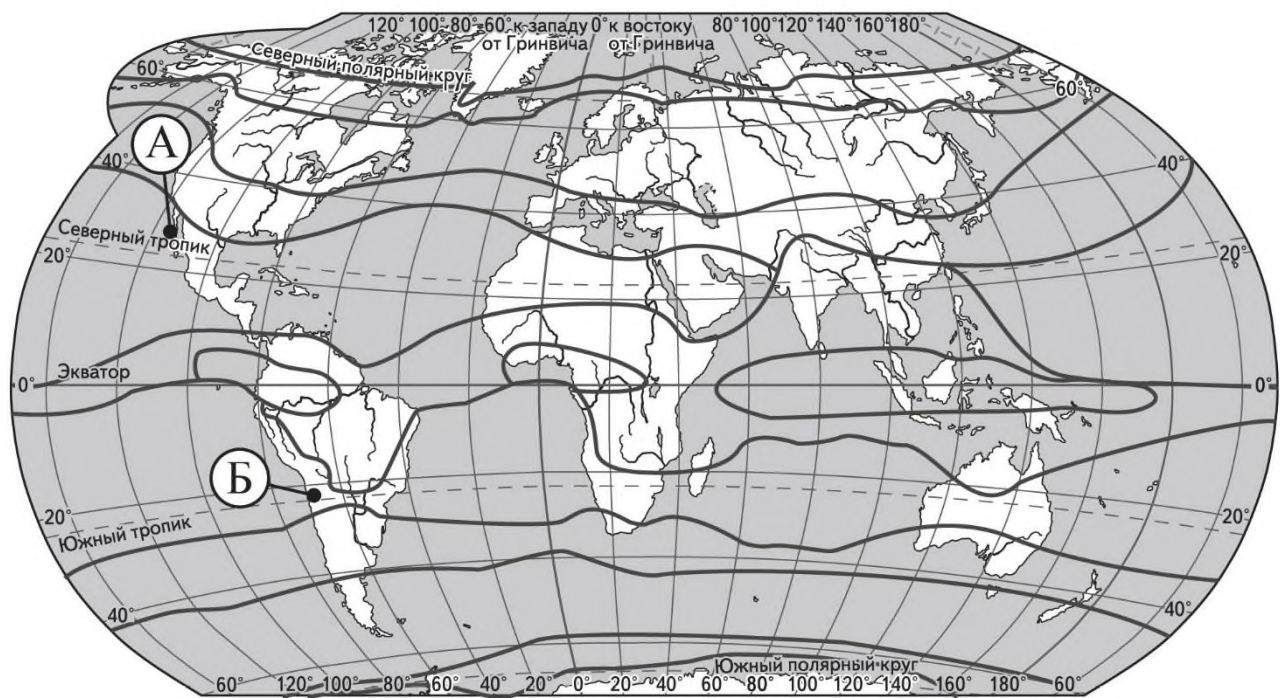 120° 100° 80° 60° к западу 0° к востоку 80° 100° 120° 140° 160° 180°
от Гринвича от Гринвича
Северный полярный круг
60° 60°
А
40° 40°
Северный тропик
20° 20°
Экватор
0° 0°
Б
20° 20°
Южный тропик
40° 40°
Южный полярный круг
60° 120° 100° 80° 60° 40° 20° 0° 20° 40° 60° 80° 100° 120° 140° 160° 180° 60°